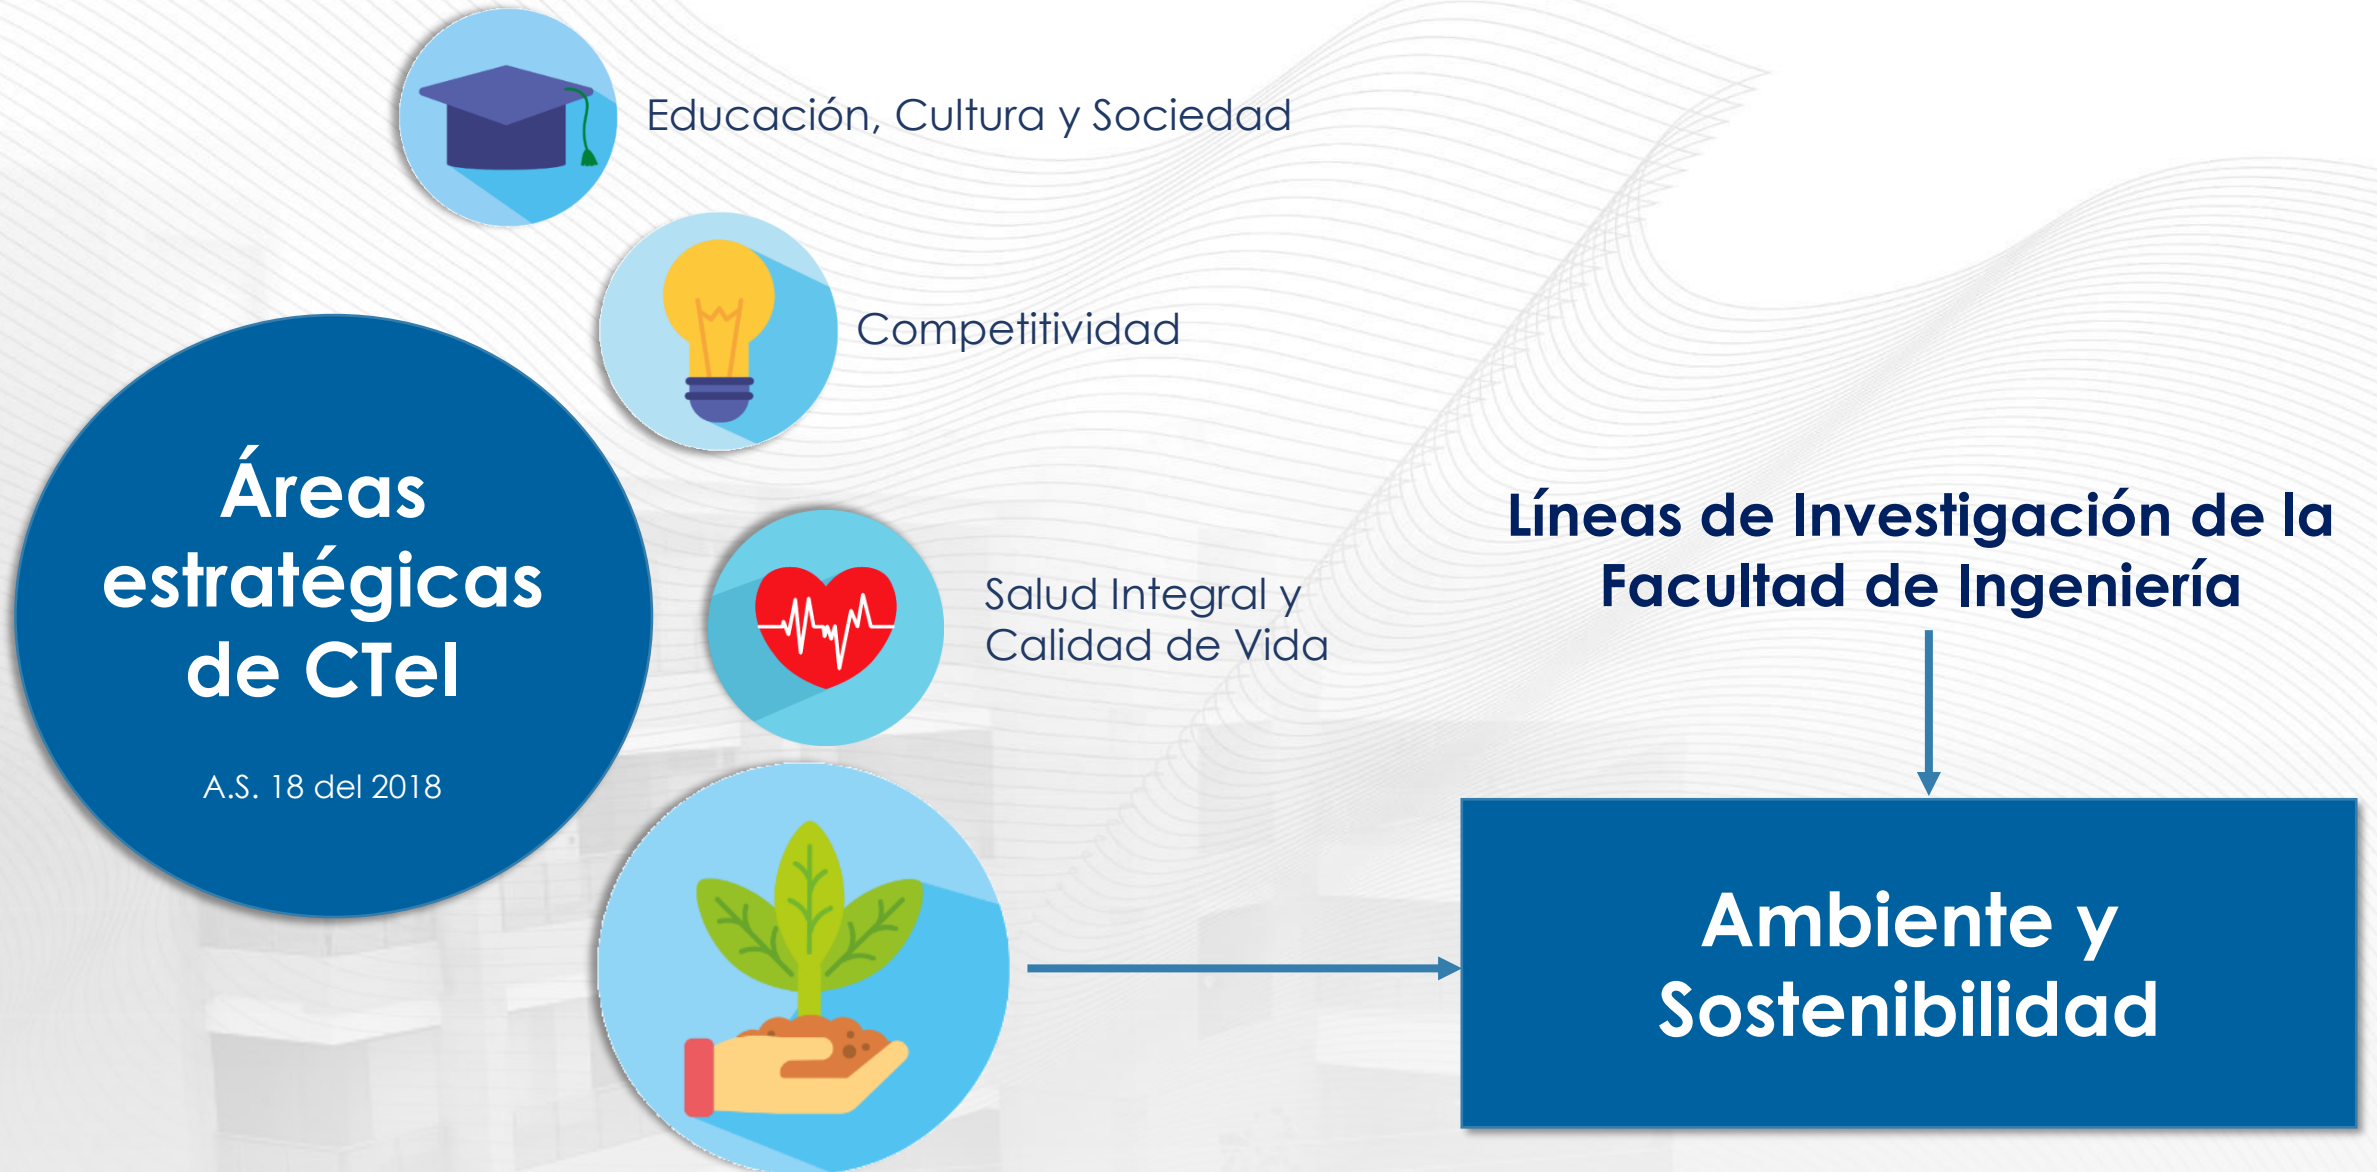 Educación, Cultura y Sociedad
Competitividad
Áreas
estratégicas
de CTeI
A.S. 18 del 2018
Salud Integral y
Calidad de Vida
Líneas de Investigación de la
Facultad de Ingeniería
Ambiente y
Sostenibilidad